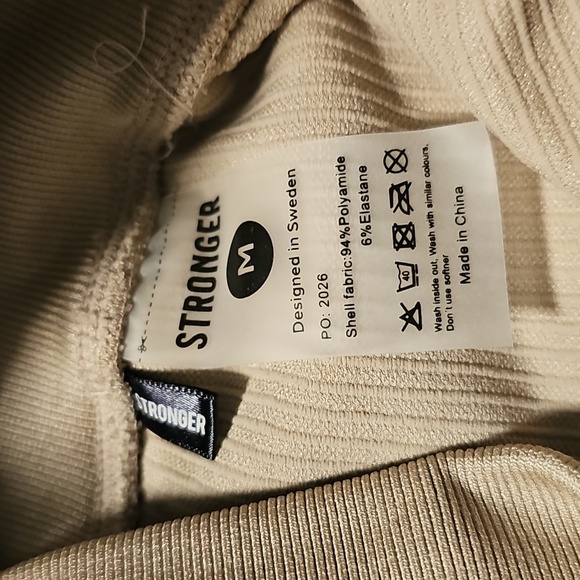 STRONGER
M
Designed in Sweden
PO: 2026
Shell fabric:94%Polyamide
6%Elastane
40
Wash inside out. Wash with similar colours.
Don't use softner
Made in China
STRONGER